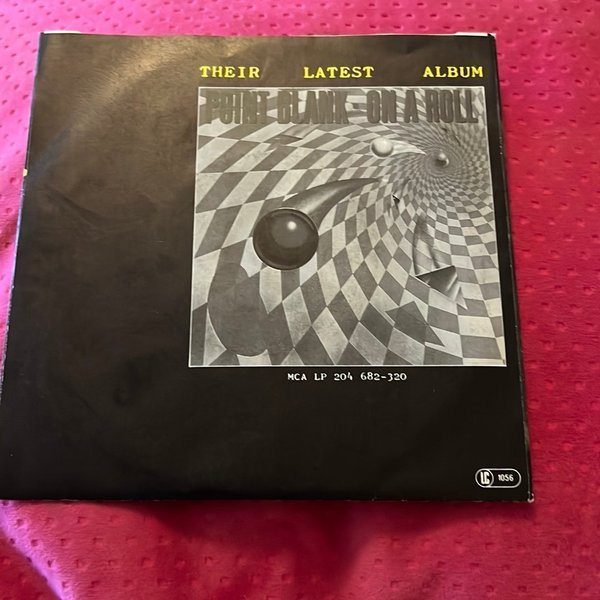 THEIR LATEST ALBUM
POINT BLANK - ON A ROLL
MCA LP 204 682-320
LC 1056